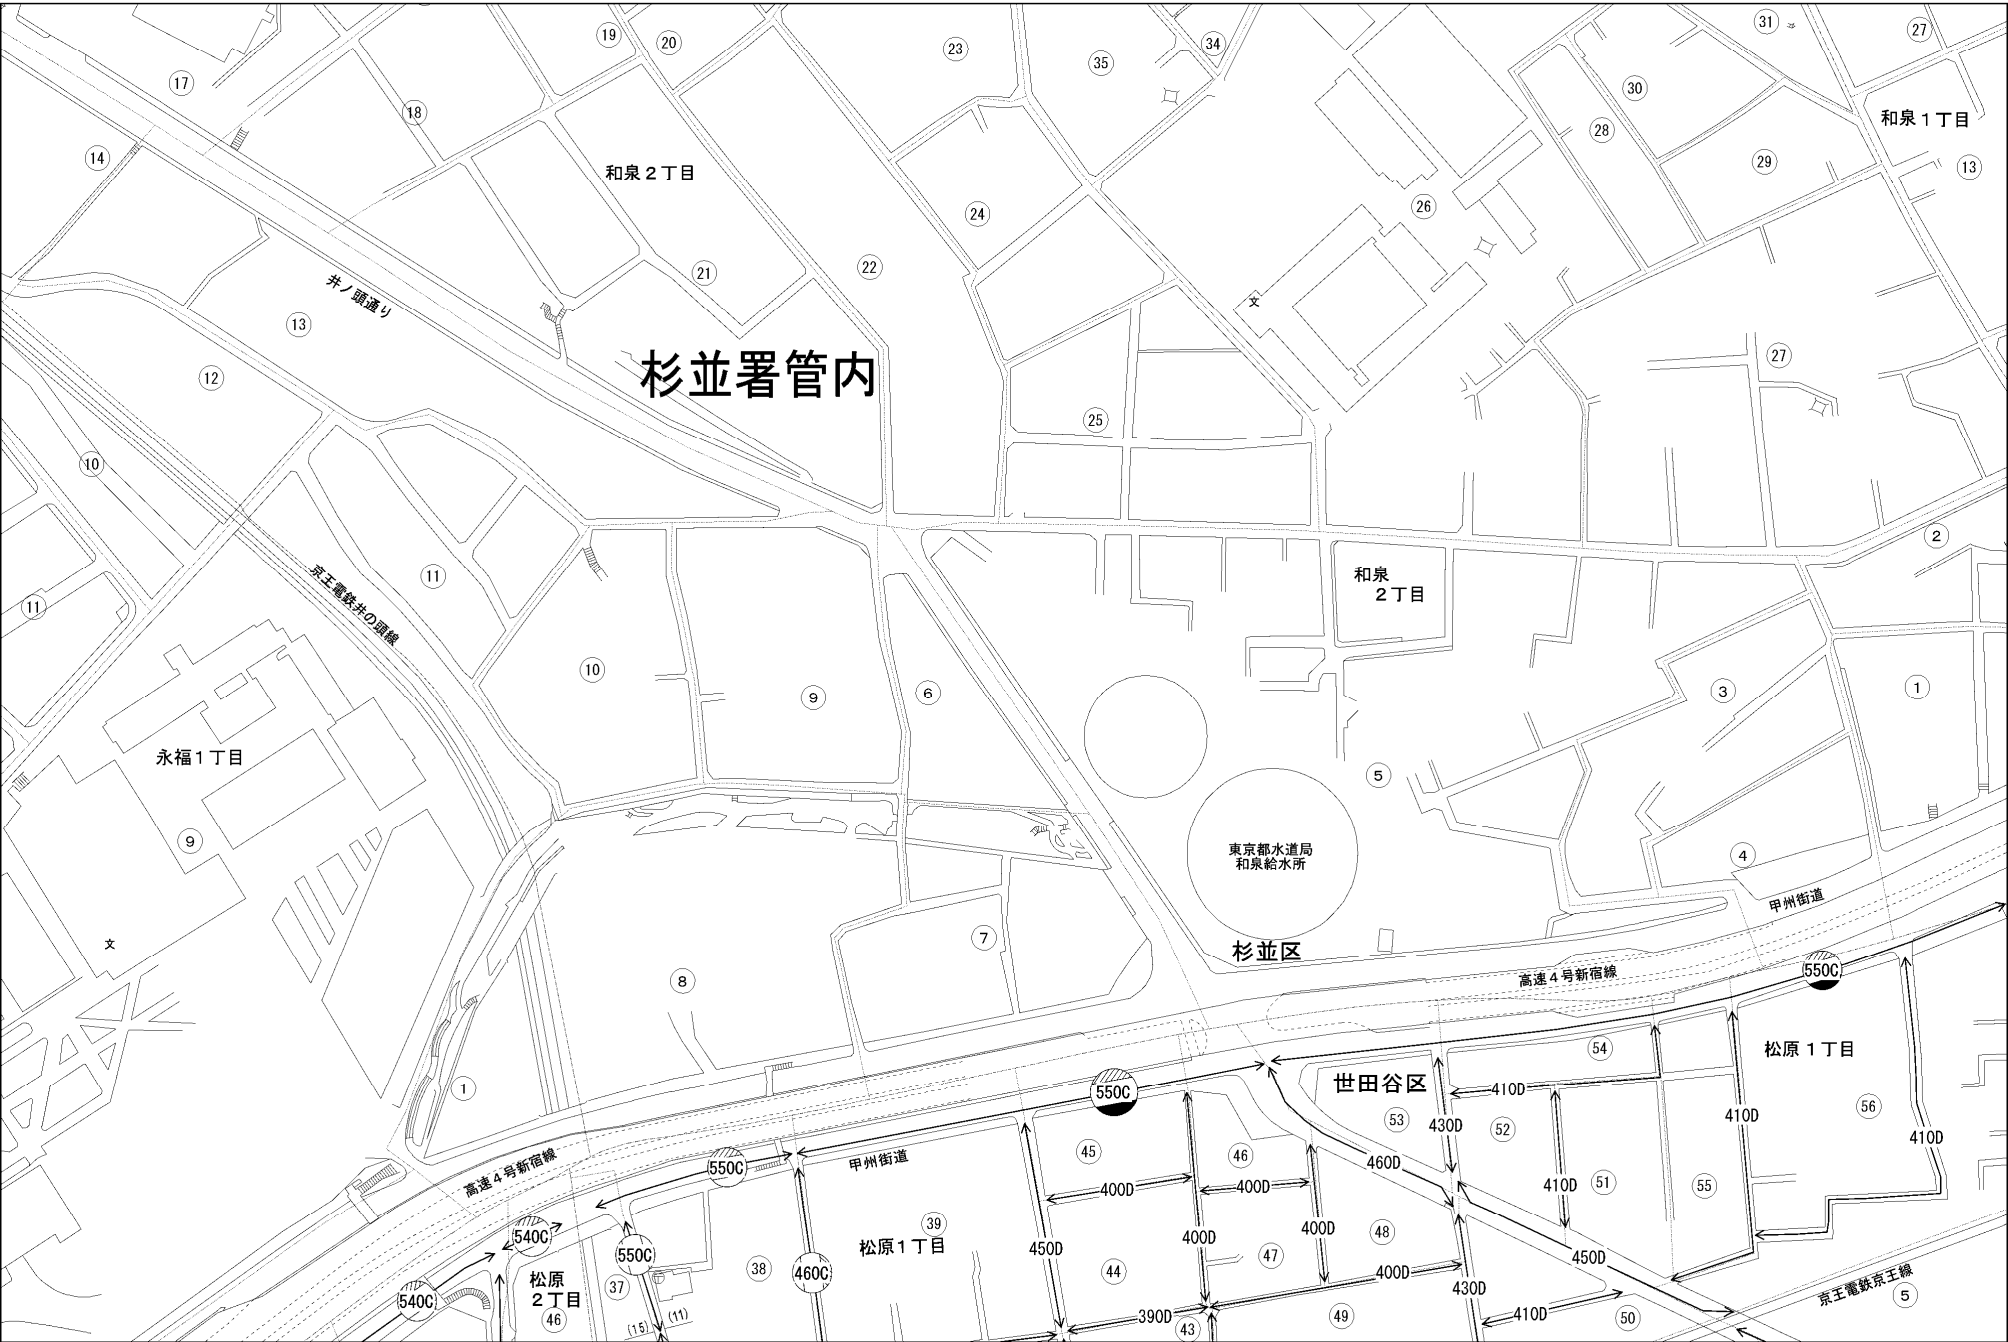 31
27
19
20
23
34
35
17
30
18
28
和泉1丁目
14
29
13
和泉2丁目
26
24
22
21
文
井ノ頭通り
13
27
杉並署管内
12
25
10
2
京王電鉄井の頭線
11
和泉
2丁目
11
10
9
6
3
1
永福1丁目
5
9
東京都水道局
和泉給水所
4
甲州街道
文
7
杉並区
8
高速4号新宿線
550C
54
松原1丁目
1
550C
世田谷区
410D
410D
56
53
430D
52
410D
45
甲州街道
46
550C
460D
高速4号新宿線
400D
400D
410D
51
55
39
540C
400D
400D
48
松原1丁目
450D
550C
47
450D
38
44
460C
400D
松原
2丁目
37
430D
540C
京王電鉄京王線
5
46
(11)
(15)
390D
43
49
410D
50